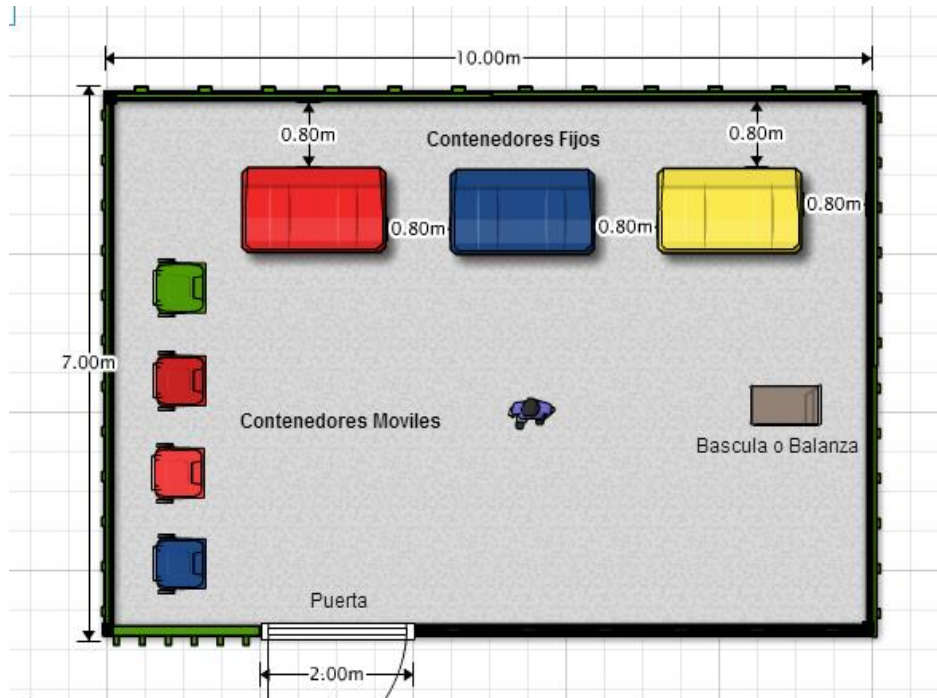 10.00m
0.80m
Contenedores Fijos
0.80m
0.80m
0.80m
0.80m
7.00m
Contenedores Moviles
Bascula o Balanza
Puerta
2.00m